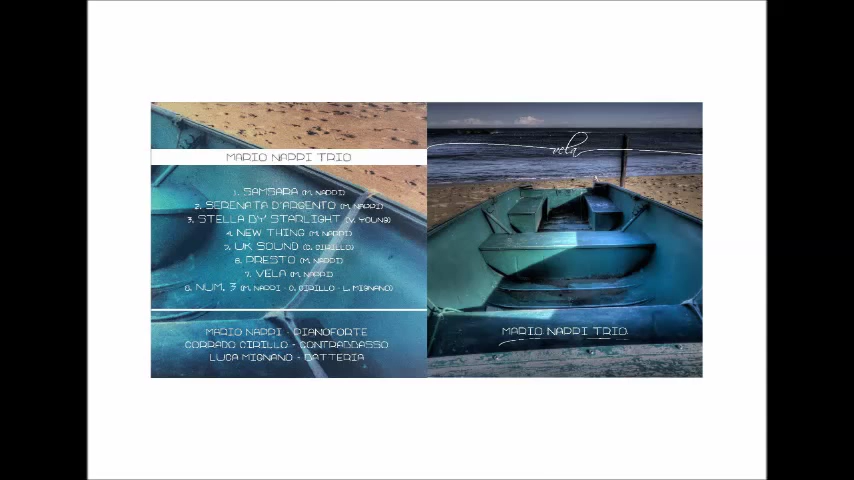 MARIO NAPPI TRIO
1. SAMSARA (M. NAPPI)
2. SERENATA D'ARGENTO (M. NAPPI)
3. STELLA BY STARLIGHT (V. YOUNG)
4. NEW THING (M. NAPPI)
5. UK SOUND (C. CIRILLO)
6. PRESTO (M. NAPPI)
7. VELA (M. NAPPI)
8. NUM. 3 (M. NAPPI - C. CIRILLO - L. MIGNANO)
MARIO NAPPI - PIANOFORTE
CORRADO CIRILLO - CONTRABBASSO
LUCA MIGNANO - BATTERIA
vela
MARIO NAPPI TRIO